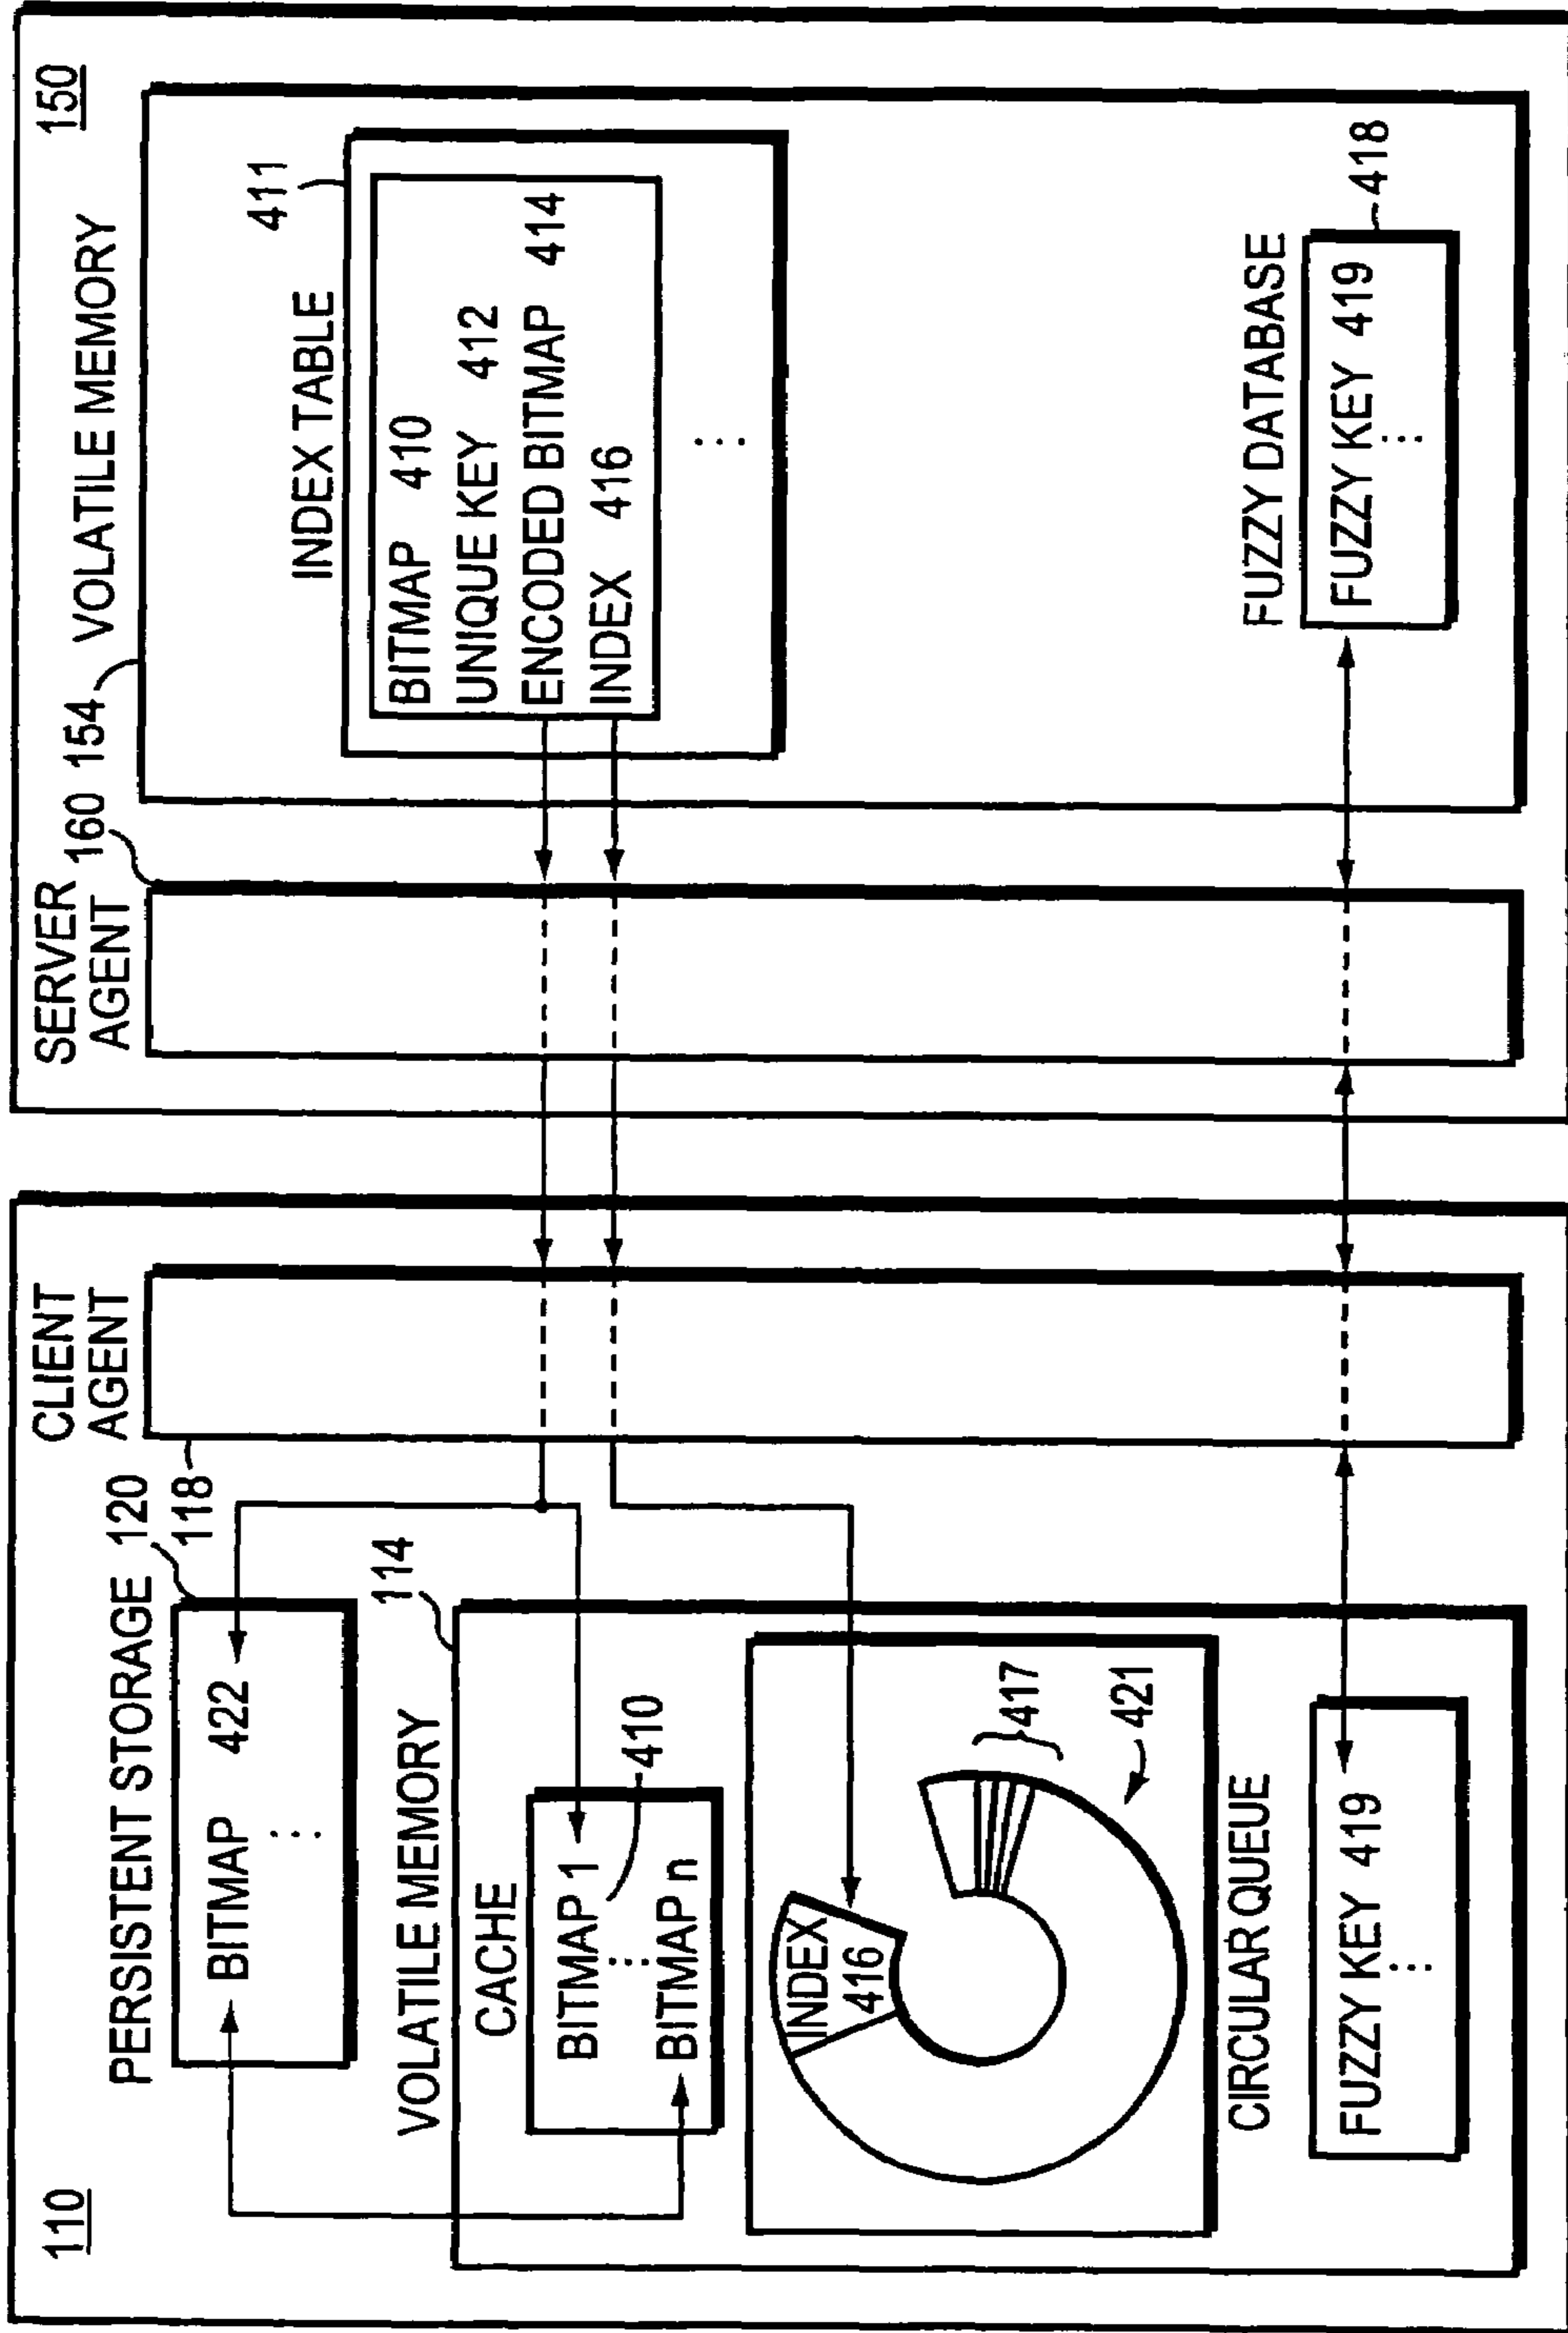 110
PERSISTENT STORAGE 120
118
BITMAP 422
⋮
VOLATILE MEMORY
114
CACHE
BITMAP 1
⋮
BITMAP n
410
INDEX
416
417
421
CIRCULAR QUEUE
FUZZY KEY 419
⋮
CLIENT
AGENT
150
SERVER
AGENT
160
154
VOLATILE MEMORY
INDEX TABLE
411
BITMAP 410
UNIQUE KEY 412
ENCODED BITMAP 414
INDEX 416
⋮
FUZZY DATABASE
FUZZY KEY 419
⋮
418